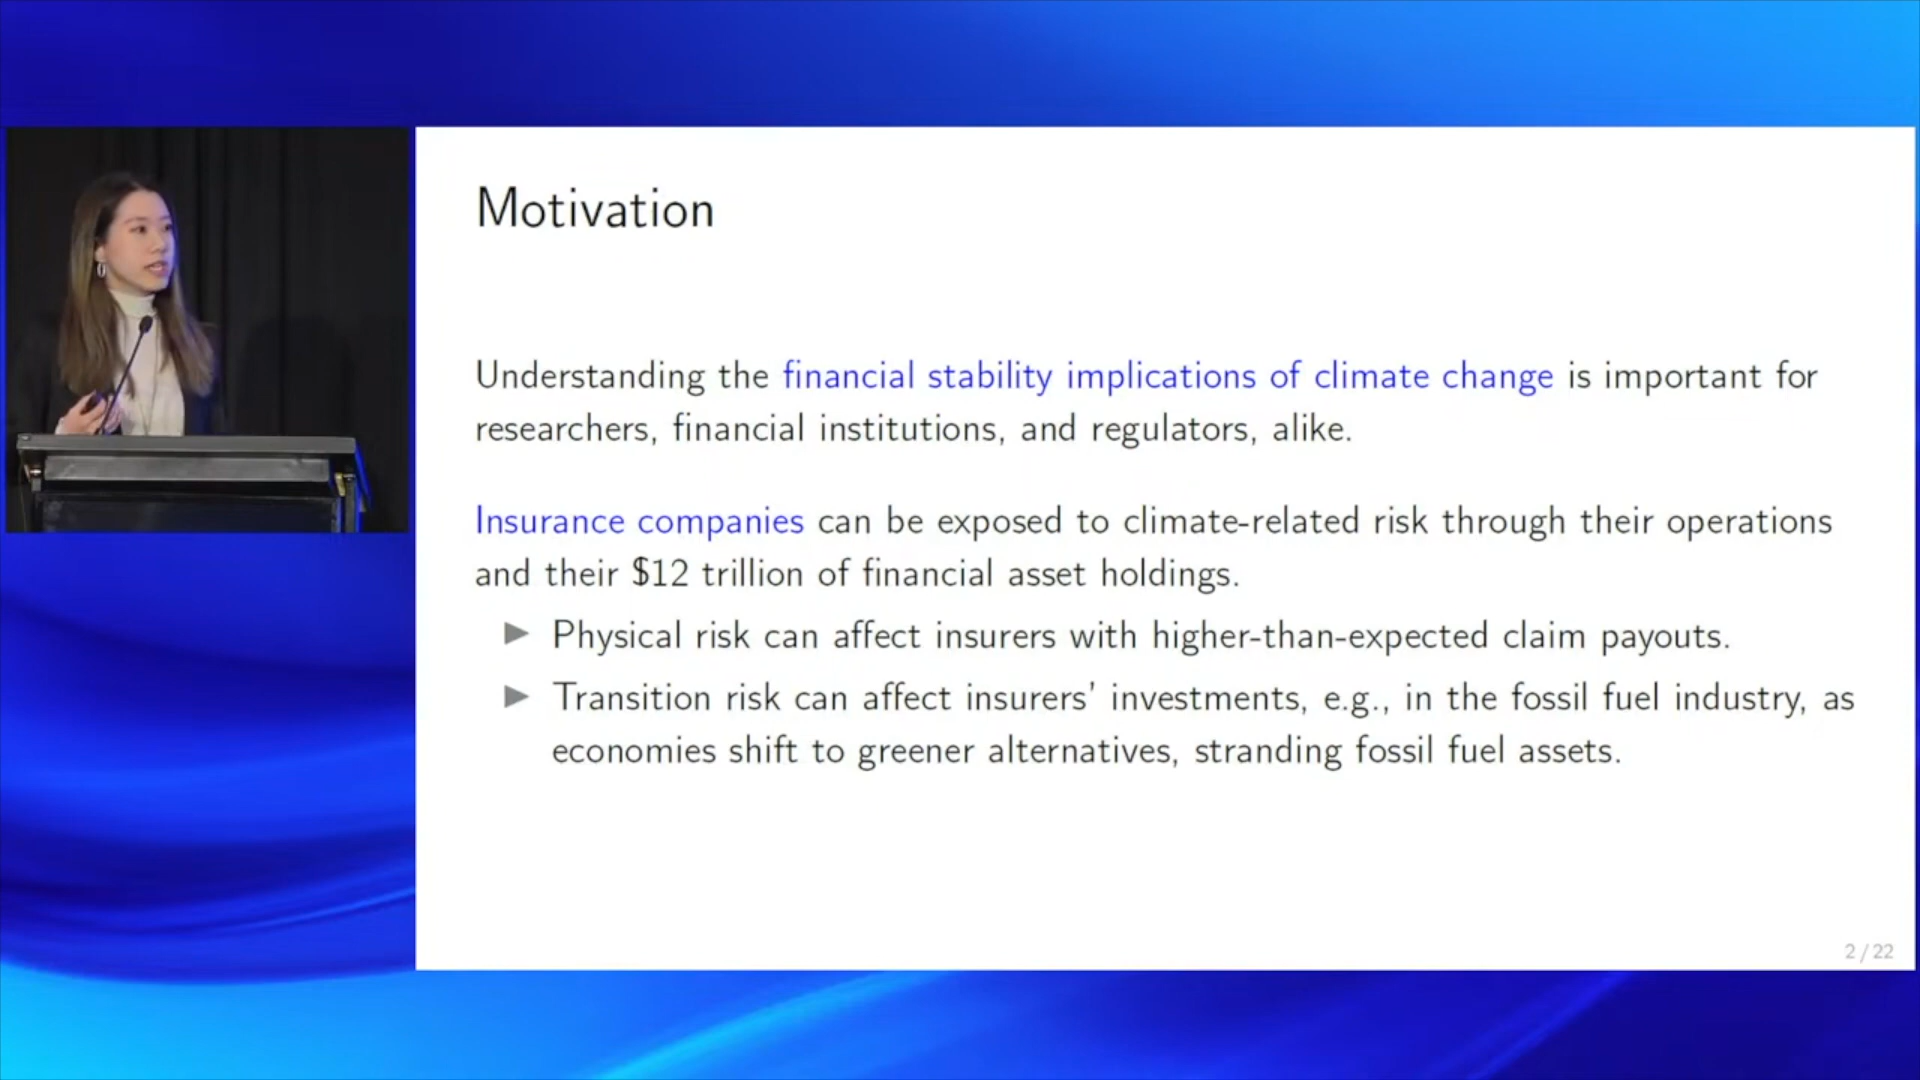 Motivation
Understanding the financial stability implications of climate change is important for
researchers, financial institutions, and regulators, alike.
Insurance companies can be exposed to climate-related risk through their operations
and their $12 trillion of financial asset holdings.
▶ Physical risk can affect insurers with higher-than-expected claim payouts.
▶ Transition risk can affect insurers' investments, e.g., in the fossil fuel industry, as
economies shift to greener alternatives, stranding fossil fuel assets.
2 / 22